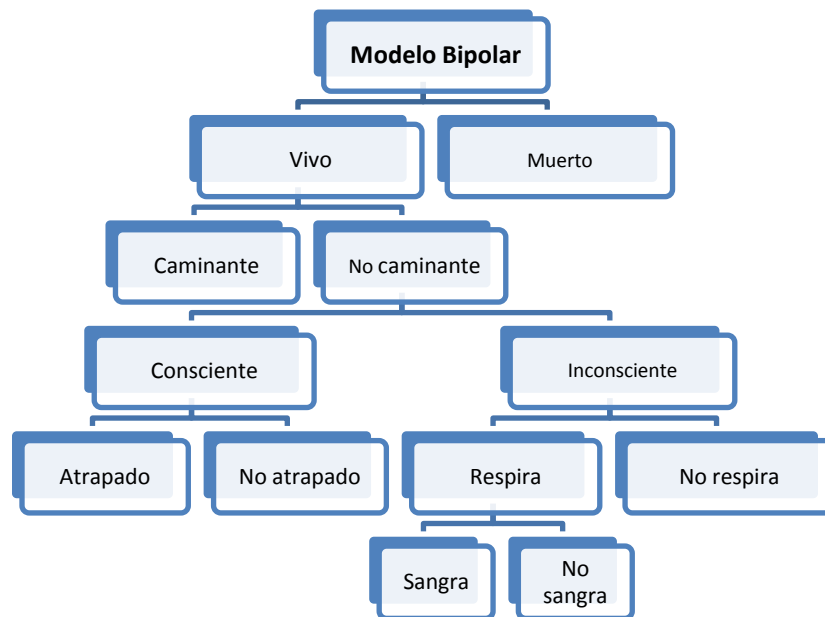 Modelo Bipolar
Vivo
Muerto
Caminante
No caminante
Consciente
Inconsciente
Atrapado
No atrapado
Respira
No respira
Sangra
No
sangra